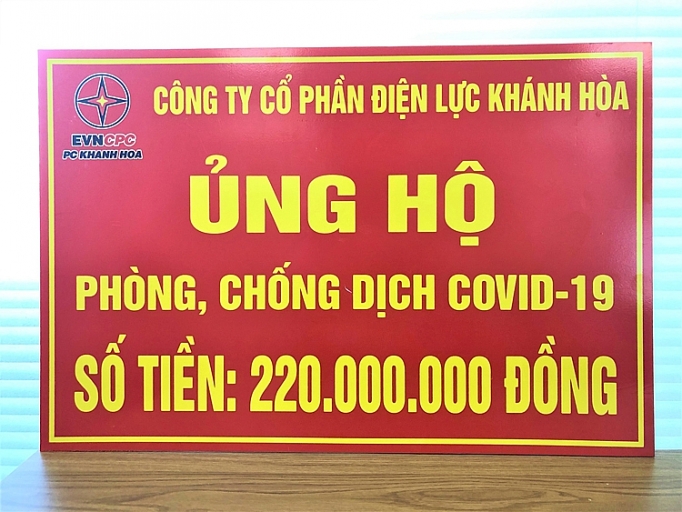 CÔNG TY CỔ PHẦN ĐIỆN LỰC KHÁNH HÒA
EVNCPC
PC KHANH HOA
ỦNG HỘ
PHÒNG, CHỐNG DỊCH COVID-19
SỐ TIỀN: 220.000.000 ĐỒNG